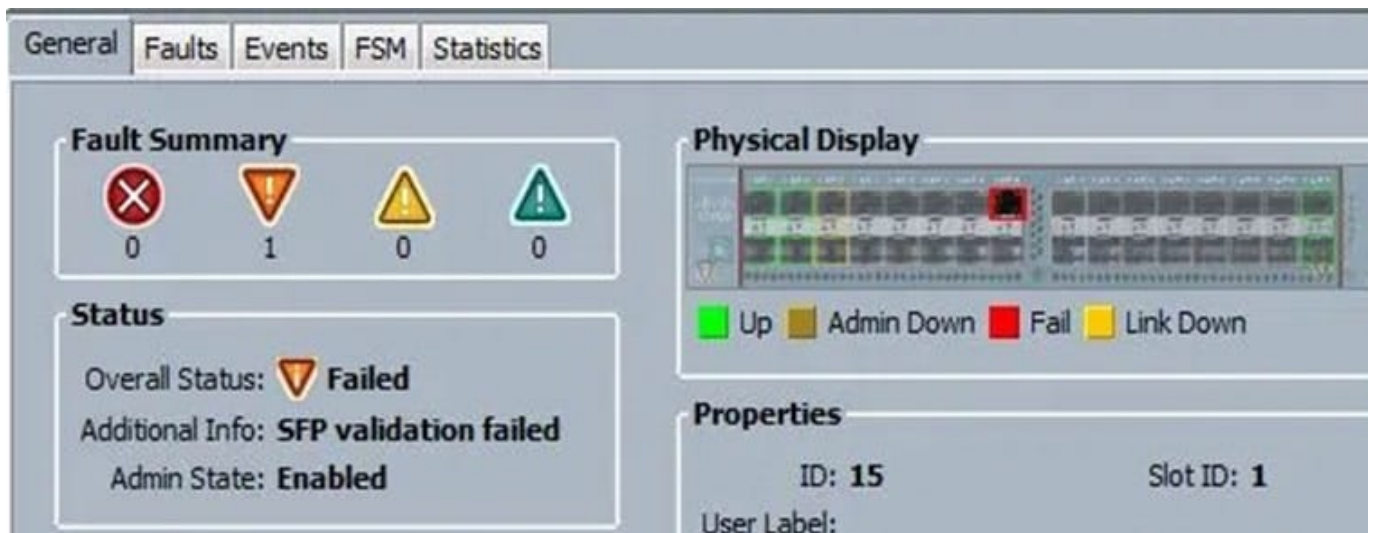 General Faults Events FSM Statistics
Fault Summary
0 1 0 0
Status
Overall Status: Failed
Additional Info: SFP validation failed
Admin State: Enabled
Physical Display
Up Admin Down Fail Link Down
Properties
ID: 15 Slot ID: 1
User Label: